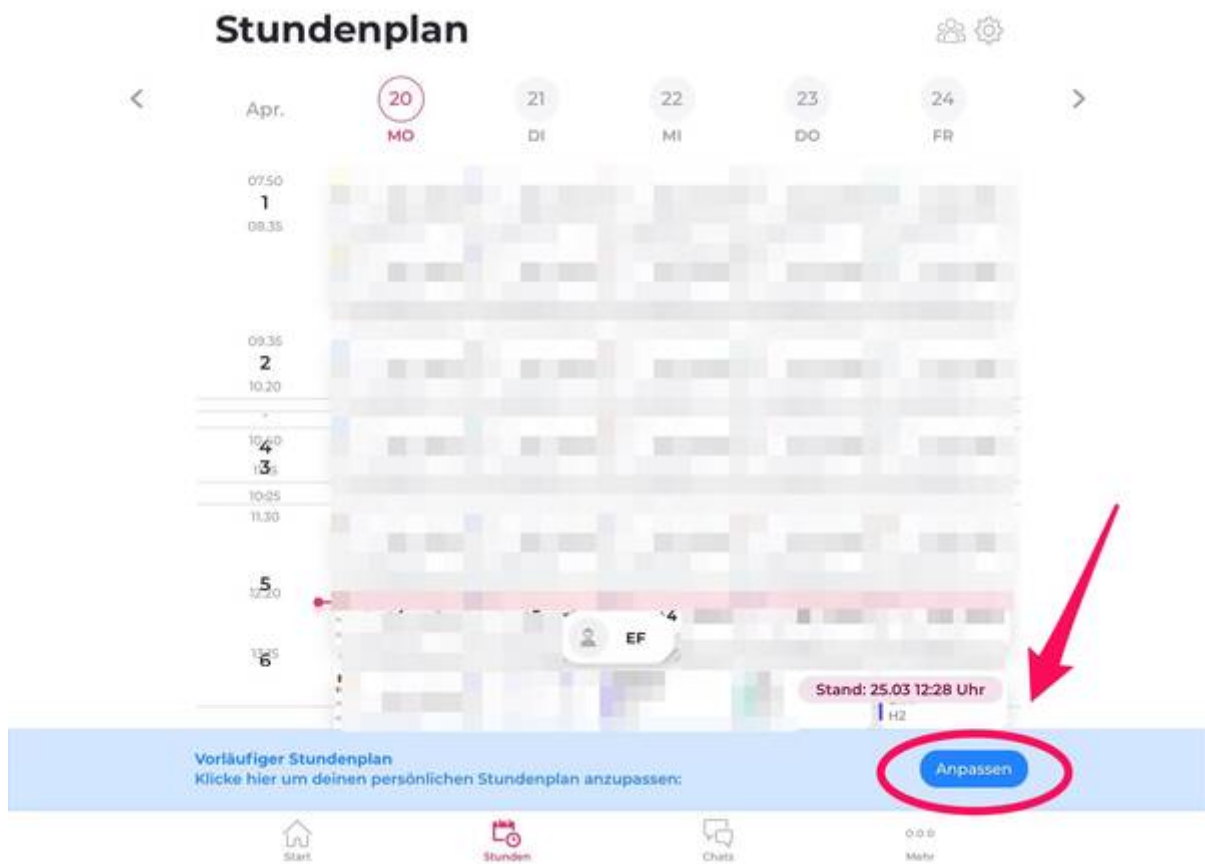 Stundenplan
Apr.
20
21
22
23
24
MO
DI
MI
DO
FR
07.50
1
08.35
09.35
2
10.20
4
3
10:25
11.30
5
12.20
6
EF
Stand: 25.03 12:28 Uhr
H2
Vorläufiger Stundenplan
Klicke hier um deinen persönlichen Stundenplan anzupassen:
Anpassen
Start
Stunden
Chats
Mehr